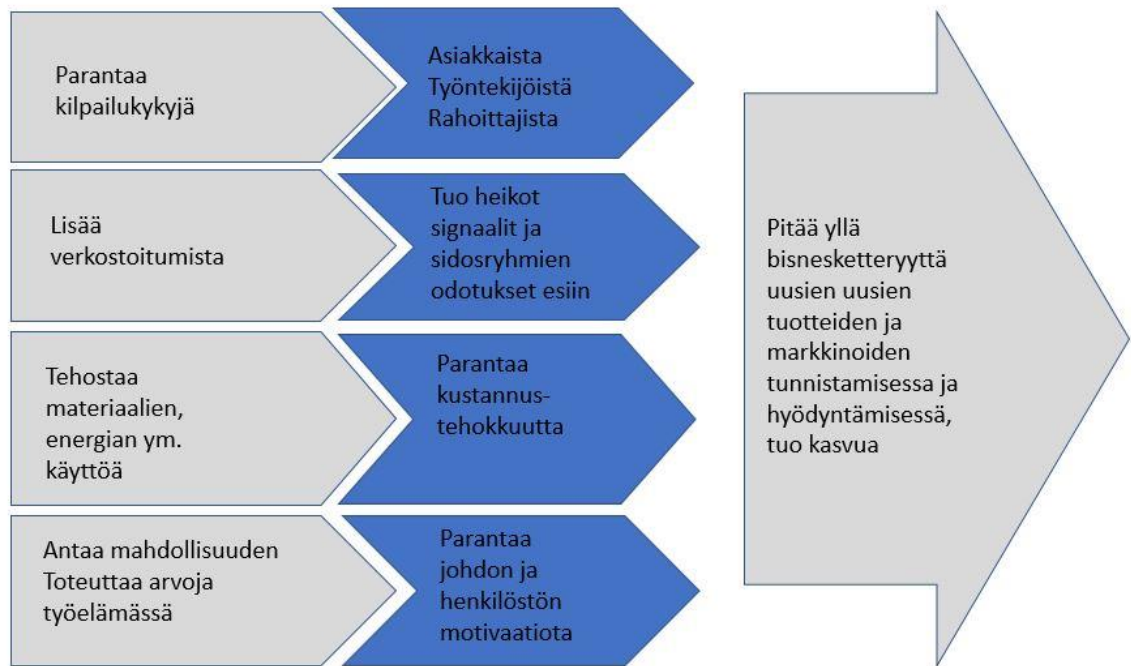 Parantaa
kilpailukykyjä
Asiakkaista
Työntekijöistä
Rahoittajista
Lisää
verkostoitumista
Tuo heikot
signaalit ja
sidosryhmien
odotukset esiin
Tehostaa
materiaalien,
energian ym.
käyttöä
Parantaa
kustannus-
tehokkuutta
Antaa mahdollisuuden
Toteuttaa arvoja
työelämässä
Parantaa
johdon ja
henkilöstön
motivaatiota
Pitää yllä
bisnesketteryyttä
uusien uusien
tuotteiden ja
markkinoiden
tunnistamisessa ja
hyödyntämisessä,
tuo kasvua